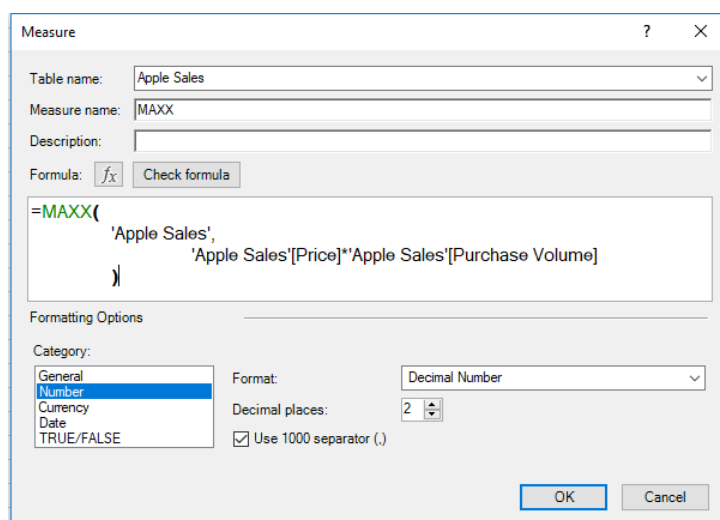 Measure ? X
Table name: Apple Sales
Measure name: MAXX
Description:
Formula: fx Check formula
=MAXX(
'Apple Sales',
'Apple Sales'[Price]*'Apple Sales'[Purchase Volume]
)
Formatting Options
Category:
General
Number
Currency
Date
TRUE/FALSE
Format: Decimal Number
Decimal places: 2
Use 1000 separator (,)
OK Cancel